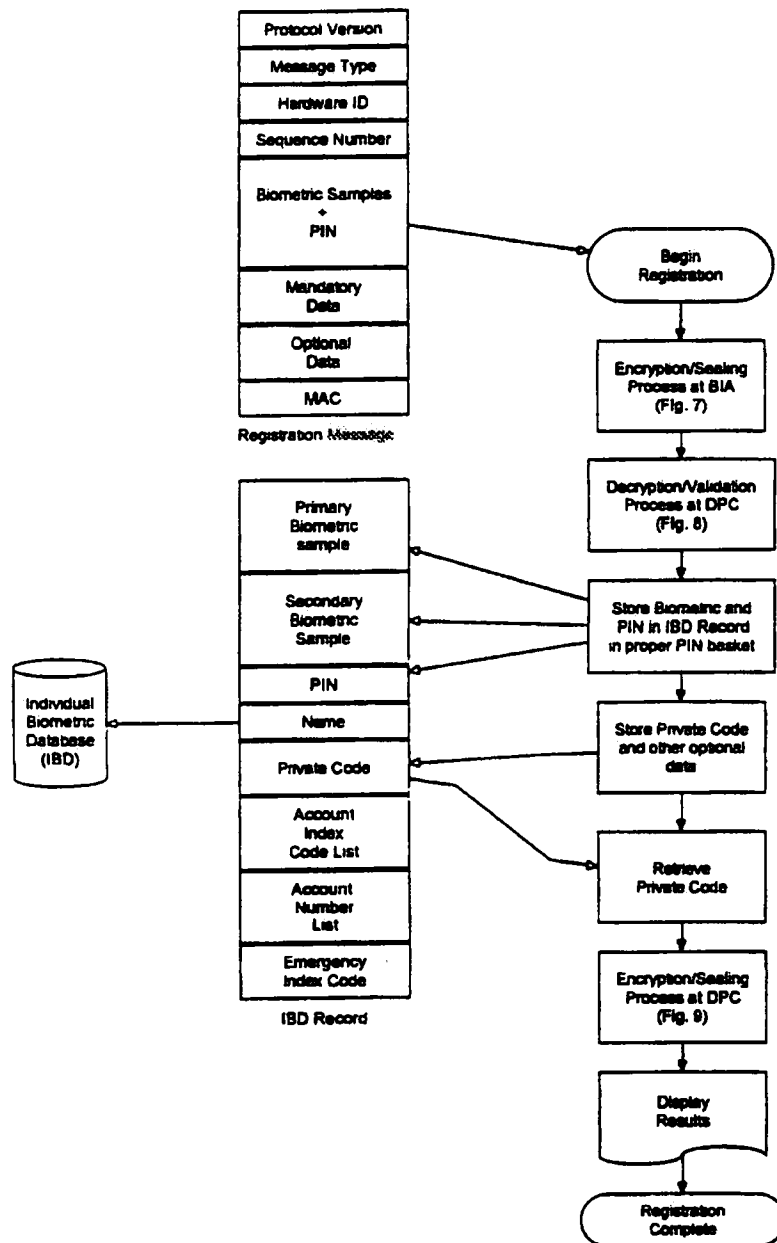 Protocol Version
Message Type
Hardware ID
Sequence Number
Biometric Samples
+
PIN
Mandatory
Data
Optional
Data
MAC
Registration Message
Begin
Registration
Encryption/Sealing
Process at BIA
(Fig. 7)
Decryption/Validation
Process at DPC
(Fig. 8)
Store Biometric and
PIN in IBD Record
in proper PIN basket
Store Private Code
and other optional
data
Retrieve
Private Code
Encryption/Sealing
Process at DPC
(Fig. 9)
Display
Results
Registration
Complete
Primary
Biometric
sample
Secondary
Biometric
Sample
PIN
Name
Private Code
Account
Index
Code List
Account
Number
List
Emergency
Index Code
IBD Record
Individual
Biometric
Database
(IBD)